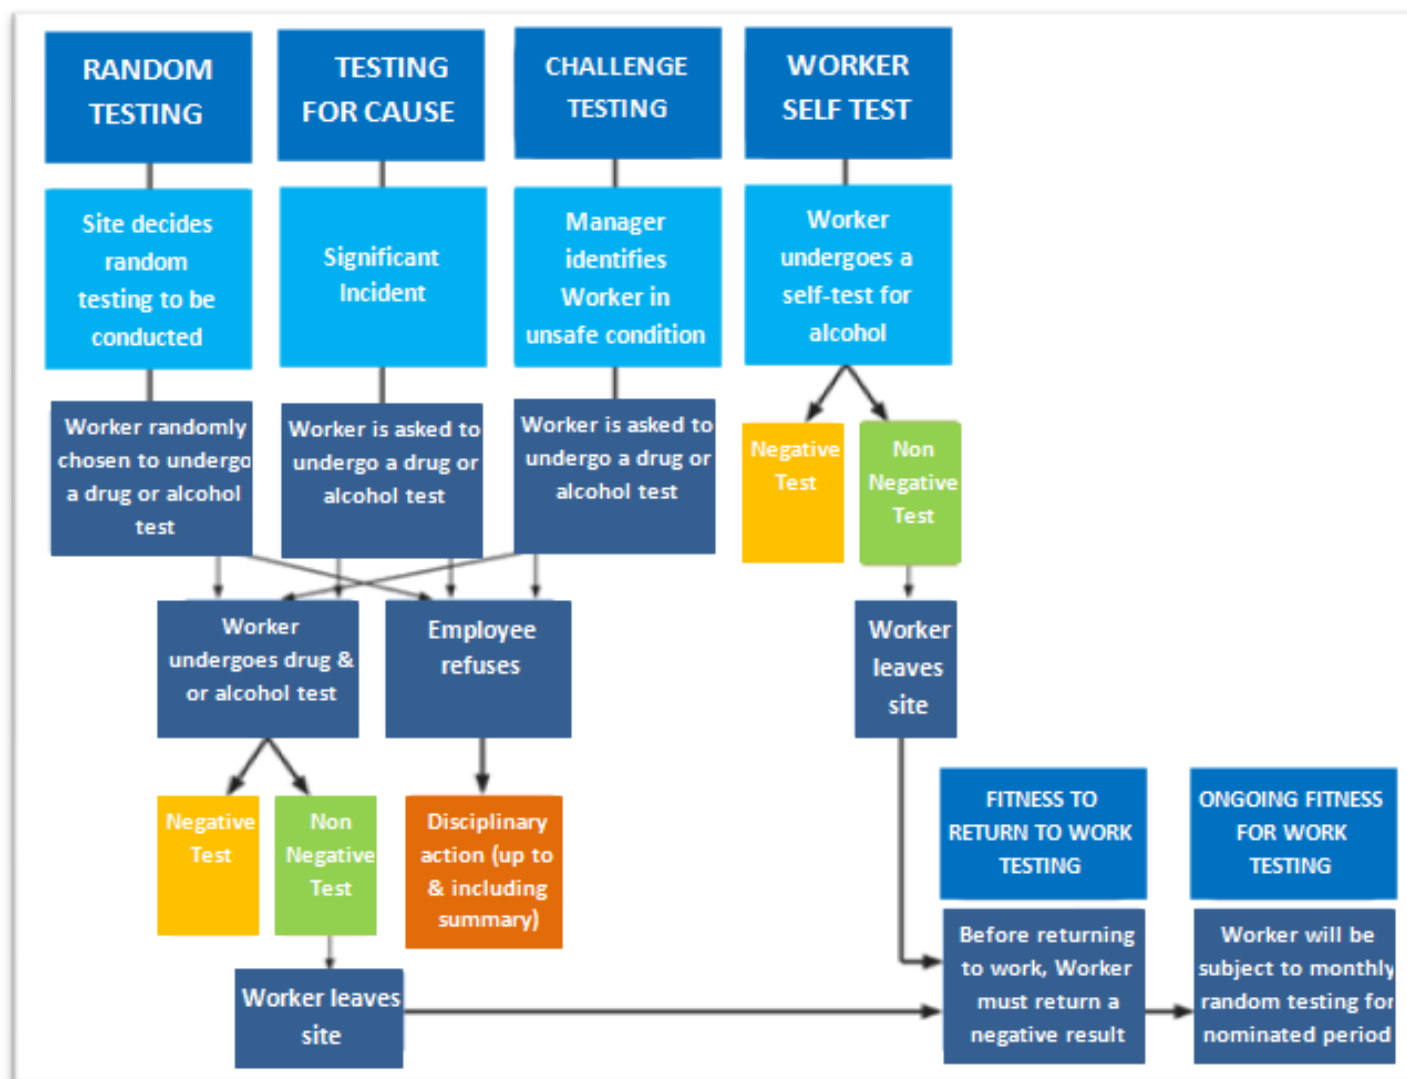 RANDOM
TESTING
TESTING
FOR CAUSE
CHALLENGE
TESTING
WORKER
SELF TEST
Site decides
random
testing to be
conducted
Significant
Incident
Manager
identifies
Worker in
unsafe condition
Worker
undergoes a
self-test for
alcohol
Worker randomly
chosen to undergo
a drug or alcohol
test
Worker is asked to
undergo a drug or
alcohol test
Worker is asked to
undergo a drug or
alcohol test
Negative
Test
Non
Negative
Test
Worker
undergoes drug &
or alcohol test
Employee
refuses
Worker
leaves
site
Negative
Test
Non
Negative
Test
Disciplinary
action (up to
& including
summary)
Worker leaves
site
FITNESS TO
RETURN TO WORK
TESTING
ONGOING FITNESS
FOR WORK
TESTING
Before returning
to work, Worker
must return a
negative result
Worker will be
subject to monthly
random testing for
nominated period